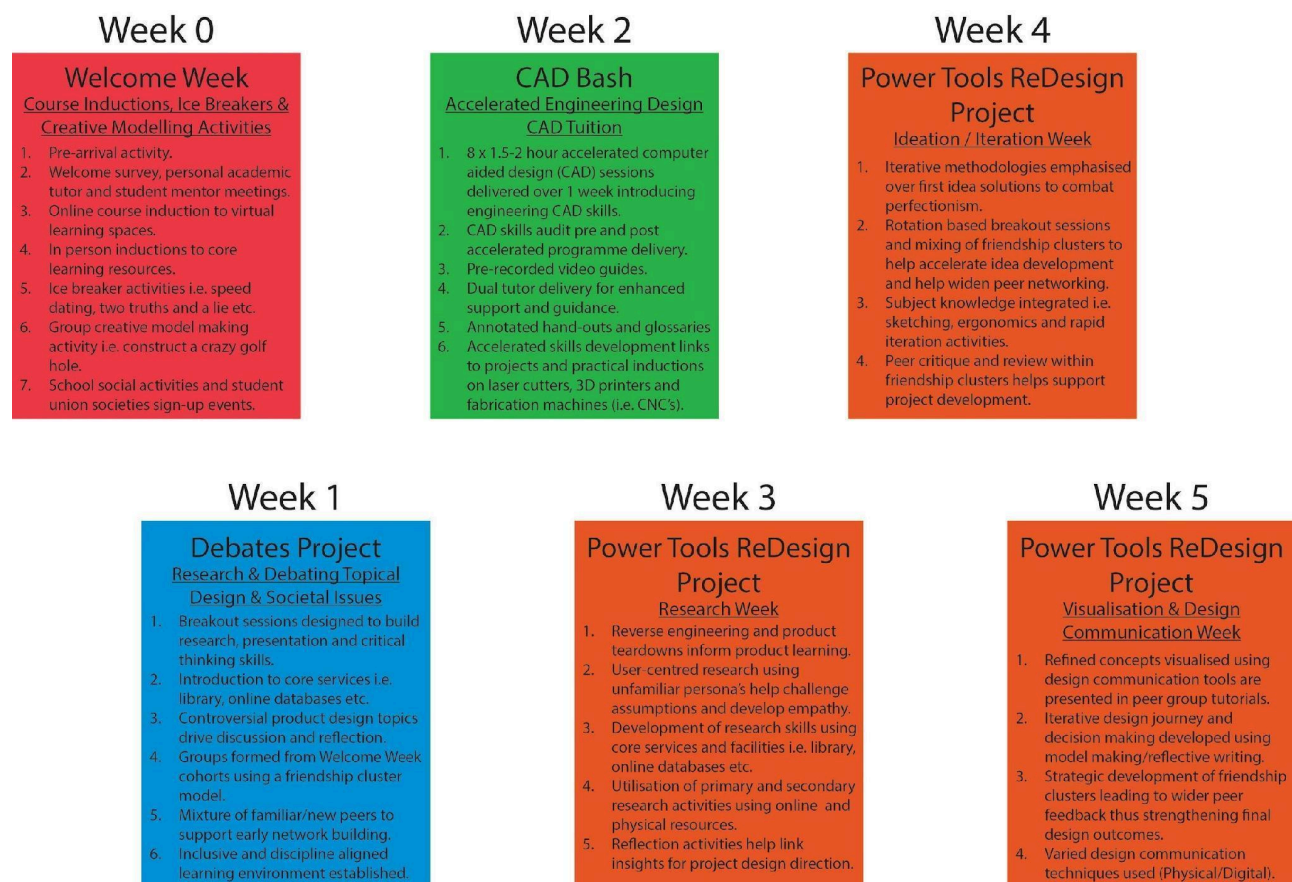 Week 0
Welcome Week
Course Inductions, Ice Breakers &
Creative Modelling Activities
1. Pre-arrival activity.
2. Welcome survey, personal academic
tutor and student mentor meetings.
3. Online course induction to virtual
learning spaces.
4. In person inductions to core
learning resources.
5. Ice breaker activities i.e. speed
dating, two truths and a lie etc.
6. Group creative model making
activity i.e. construct a crazy golf
hole.
7. School social activities and student
union societies sign-up events.
Week 2
CAD Bash
Accelerated Engineering Design
CAD Tuition
1. 8 x 1.5-2 hour accelerated computer
aided design (CAD) sessions
delivered over 1 week introducing
engineering CAD skills.
2. CAD skills audit pre and post
accelerated programme delivery.
3. Pre-recorded video guides.
4. Dual tutor delivery for enhanced
support and guidance.
5. Annotated hand-outs and glossaries
6. Accelerated skills development links
to projects and practical inductions
on laser cutters, 3D printers and
fabrication machines (i.e. CNC's).
Week 4
Power Tools ReDesign
Project
Ideation / Iteration Week
1. Iterative methodologies emphasised
over first idea solutions to combat
perfectionism.
2. Rotation based breakout sessions
and mixing of friendship clusters to
help accelerate idea development
and help widen peer networking.
3. Subject knowledge integrated i.e.
sketching, ergonomics and rapid
iteration activities.
4. Peer critique and review within
friendship clusters helps support
project development.
Week 1
Debates Project
Research & Debating Topical
Design & Societal Issues
1. Breakout sessions designed to build
research, presentation and critical
thinking skills.
2. Introduction to core services i.e.
library, online databases etc.
3. Controversial product design topics
drive discussion and reflection.
4. Groups formed from Welcome Week
cohorts using a friendship cluster
model.
5. Mixture of familiar/new peers to
support early network building.
6. Inclusive and discipline aligned
learning environment established.
Week 3
Power Tools ReDesign
Project
Research Week
1. Reverse engineering and product
teardowns inform product learning.
2. User-centred research using
unfamiliar persona's help challenge
assumptions and develop empathy.
3. Development of research skills using
core services and facilities i.e. library,
online databases etc.
4. Utilisation of primary and secondary
research activities using online and
physical resources.
5. Reflection activities help link
insights for project design direction.
Week 5
Power Tools ReDesign
Project
Visualisation & Design
Communication Week
1. Refined concepts visualised using
design communication tools are
presented in peer group tutorials.
2. Iterative design journey and
decision making developed using
model making/reflective writing.
3. Strategic development of friendship
clusters leading to wider peer
feedback thus strengthening final
design outcomes.
4. Varied design communication
techniques used (Physical/Digital).